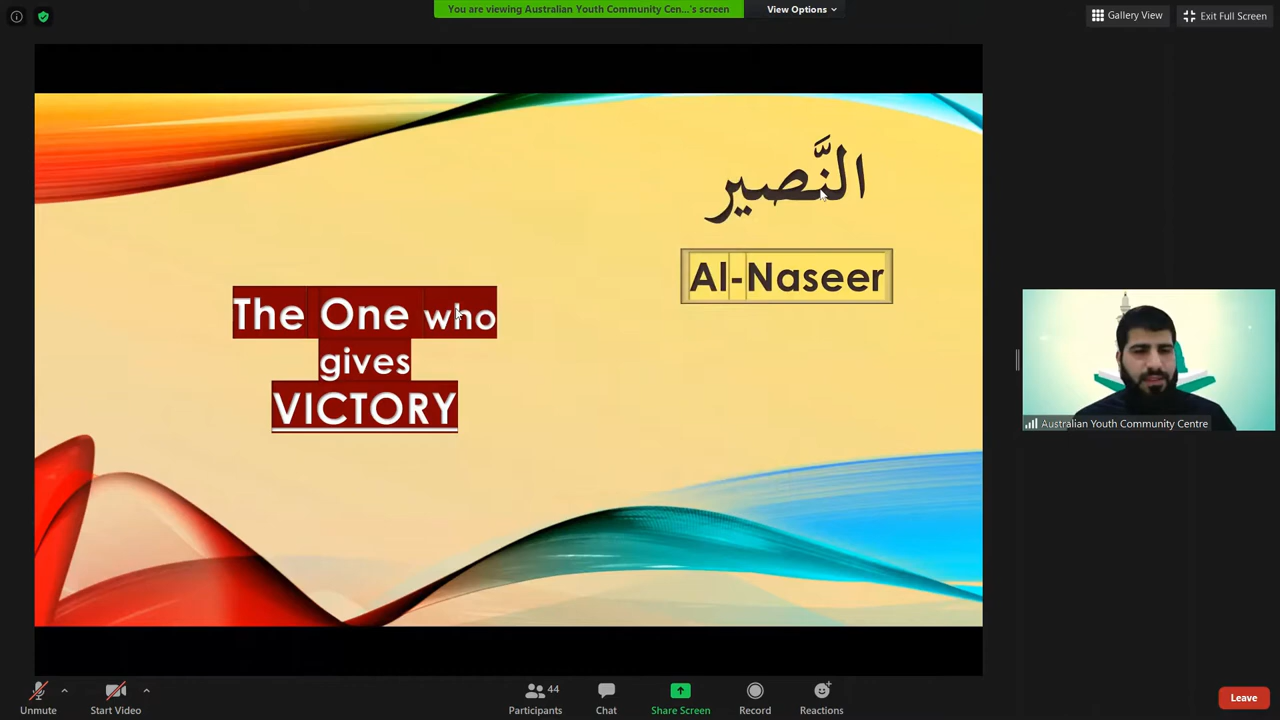 You are viewing Australian Youth Community Cen...'s screen
View Options
Gallery View
Exit Full Screen
النَّصير
Al-Naseer
The One who
gives
VICTORY
Australian Youth Community Centre
Unmute
Start Video
44
Participants
Chat
Share Screen
Record
Reactions
Leave